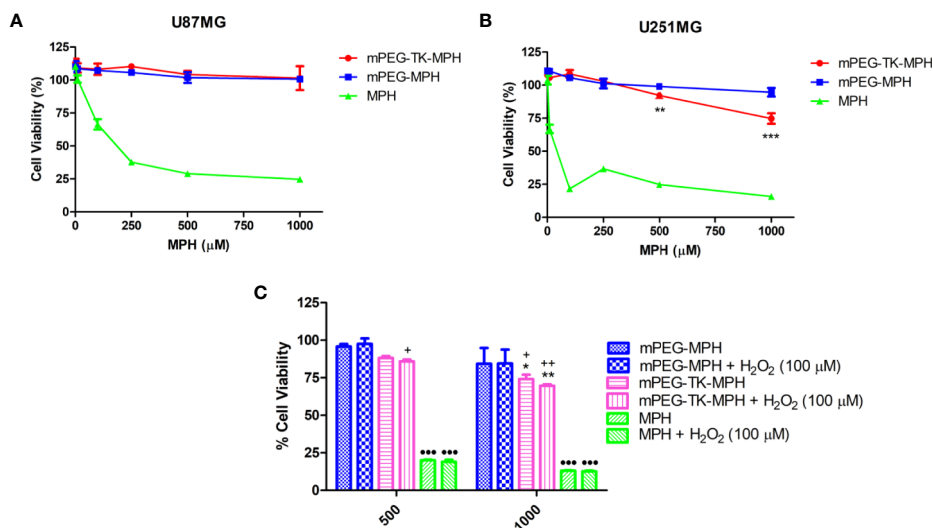 A
U87MG
Cell Viability (%)
125
100
75
50
25
0
0
250
500
750
1000
MPH (μM)
mPEG-TK-MPH
mPEG-MPH
MPH
B
U251MG
Cell Viability (%)
125
100
75
50
25
0
0
250
500
750
1000
MPH (μM)
**
***
mPEG-TK-MPH
mPEG-MPH
MPH
C
% Cell Viability
125
100
75
50
25
0
+
•••
•••
+
*
++
**
•••
•••
500
1000
mPEG-MPH
mPEG-MPH + H₂O₂ (100 μM)
mPEG-TK-MPH
mPEG-TK-MPH + H₂O₂ (100 μM)
MPH
MPH + H₂O₂ (100 μM)